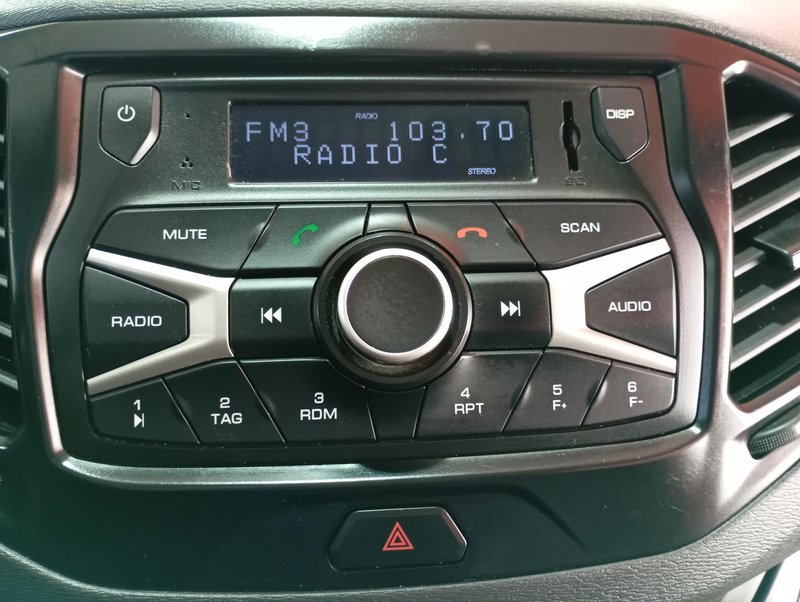 RADIO
FM3 103.70
RADIO C
STEREO
DISP
MIC
SC
MUTE
SCAN
RADIO
AUDIO
1
2
TAG
3
RDM
4
RPT
5
F+
6
F-